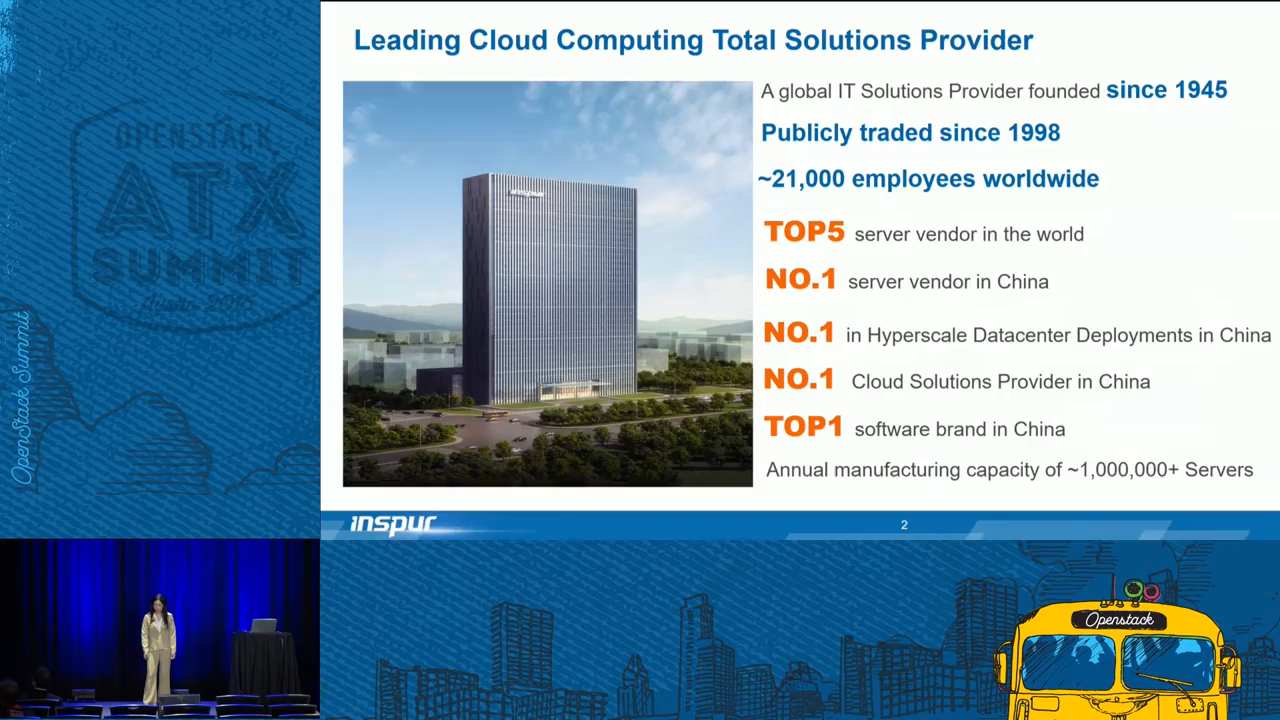 Leading Cloud Computing Total Solutions Provider
A global IT Solutions Provider founded since 1945
Publicly traded since 1998
~21,000 employees worldwide
TOP5 server vendor in the world
NO.1 server vendor in China
NO.1 in Hyperscale Datacenter Deployments in China
NO.1 Cloud Solutions Provider in China
TOP1 software brand in China
Annual manufacturing capacity of ~1,000,000+ Servers
inspur
inspur
2
OPENSTACK
ATX
SUMMIT
OpenStack Summit
Openstack